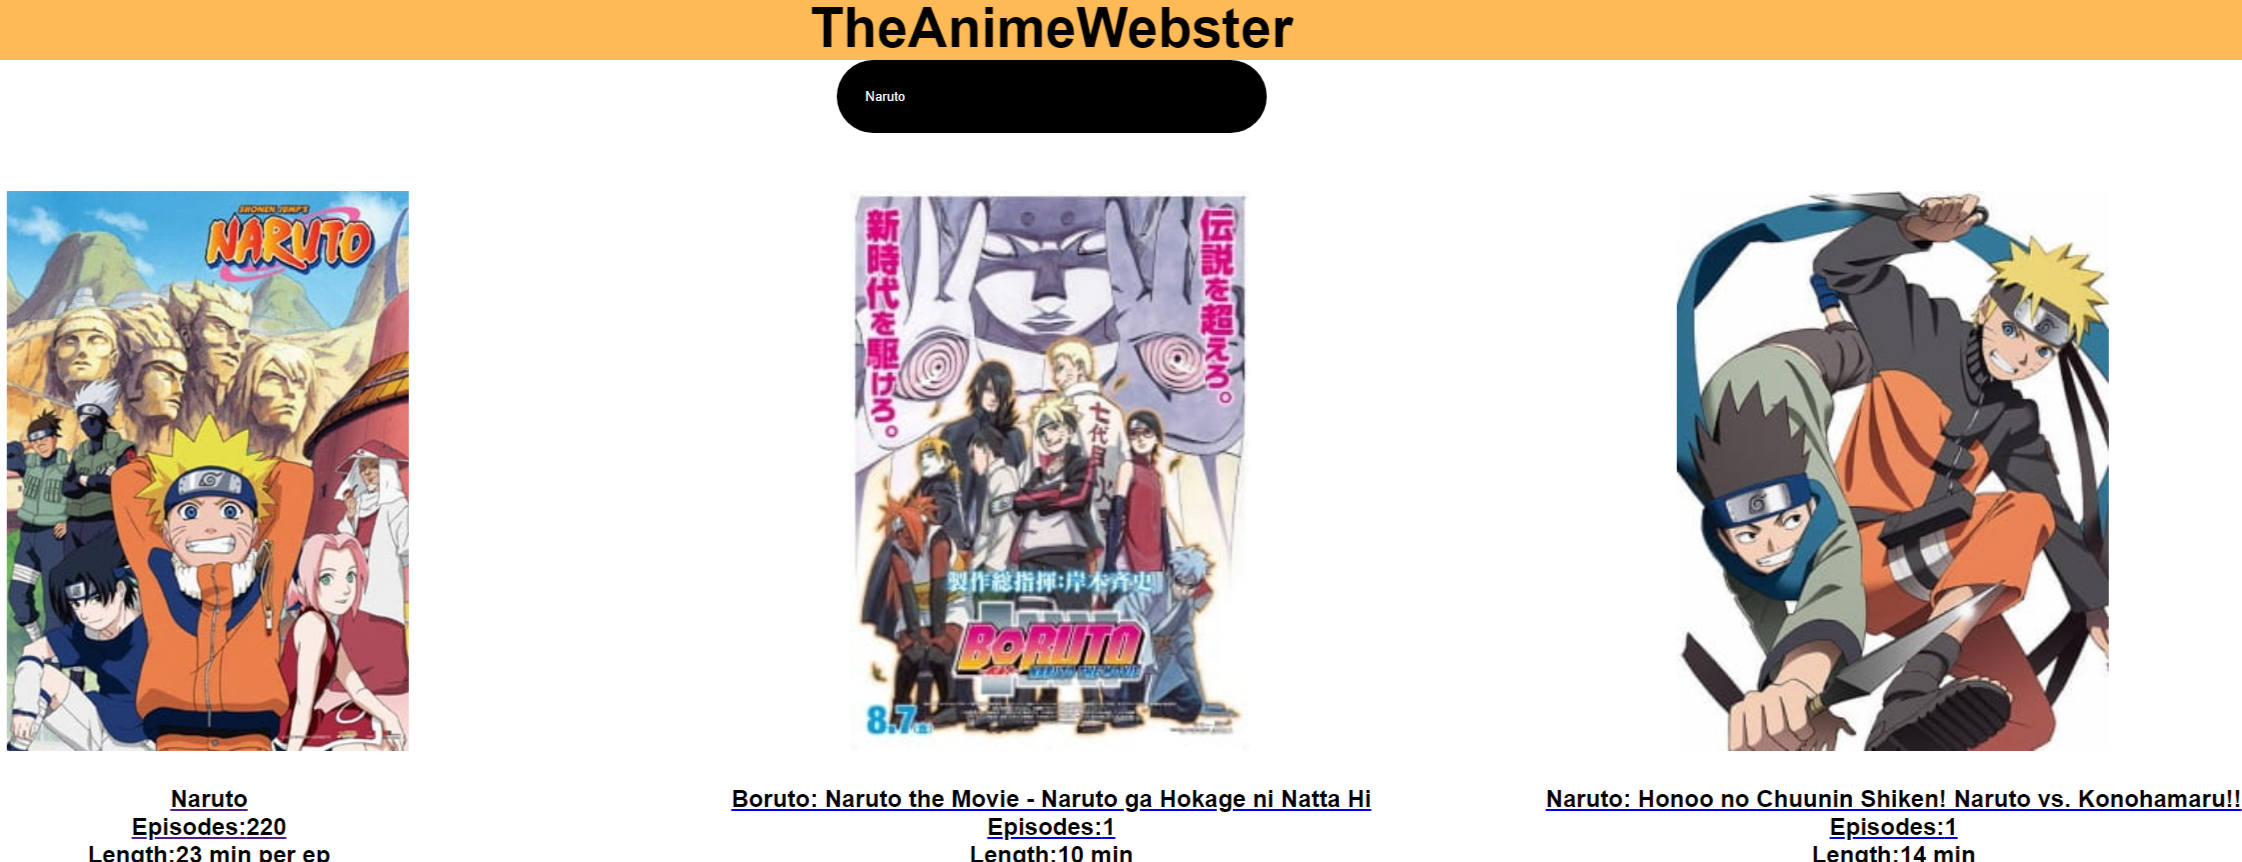 TheAnimeWebster
Naruto
SHONEN JUMP'S
NARUTO
新時代を駆けろ。
伝説を超えろ。
七代目火
製作総指揮:岸本斉史
BORUTO
NARUTO THE MOVIE
8.7(金)
Naruto
Episodes:220
Length:23 min per ep
Boruto: Naruto the Movie - Naruto ga Hokage ni Natta Hi
Episodes:1
Length:10 min
Naruto: Honoo no Chuunin Shiken! Naruto vs. Konohamaru!!
Episodes:1
Length:14 min